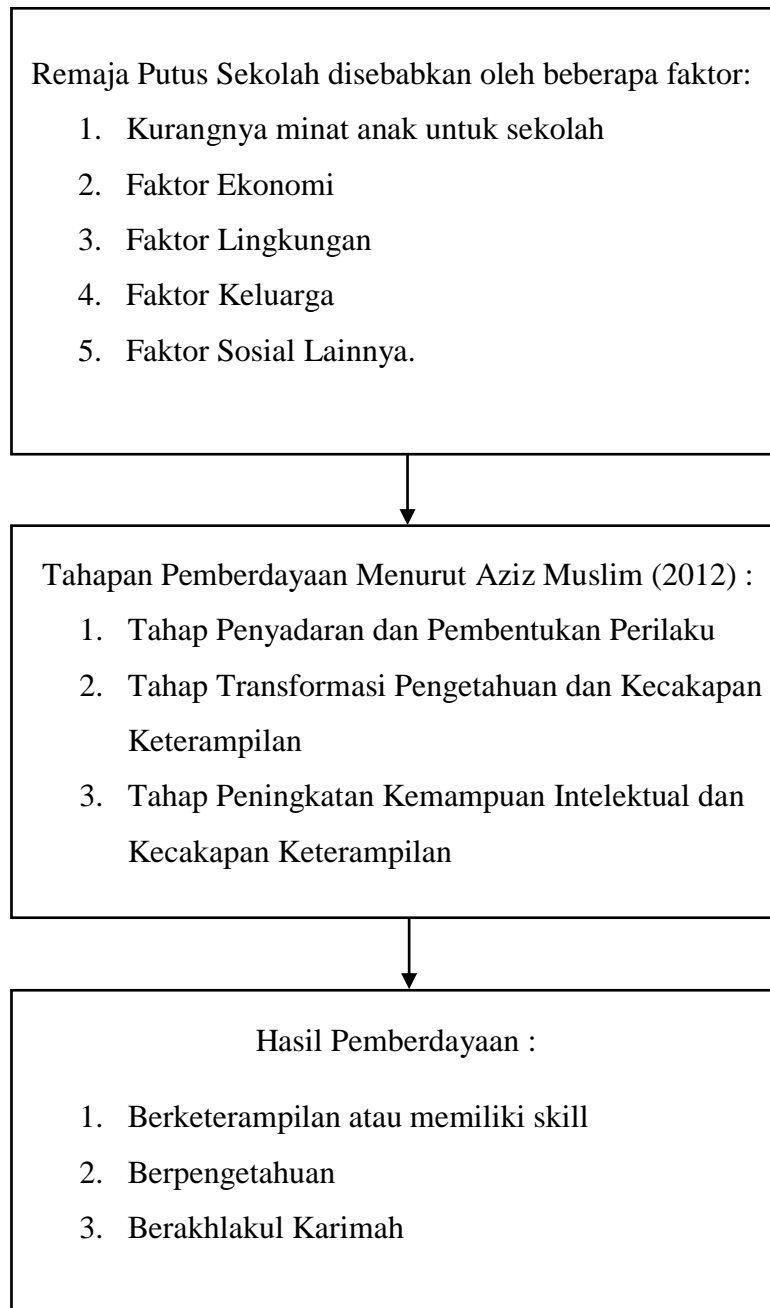 Remaja Putus Sekolah disebabkan oleh beberapa faktor:
1. Kurangnya minat anak untuk sekolah
2. Faktor Ekonomi
3. Faktor Lingkungan
4. Faktor Keluarga
5. Faktor Sosial Lainnya.
Tahapan Pemberdayaan Menurut Aziz Muslim (2012) :
1. Tahap Penyadaran dan Pembentukan Perilaku
2. Tahap Transformasi Pengetahuan dan Kecakapan
Keterampilan
3. Tahap Peningkatan Kemampuan Intelektual dan
Kecakapan Keterampilan
Hasil Pemberdayaan :
1. Berketerampilan atau memiliki skill
2. Berpengetahuan
3. Berakhlakul Karimah